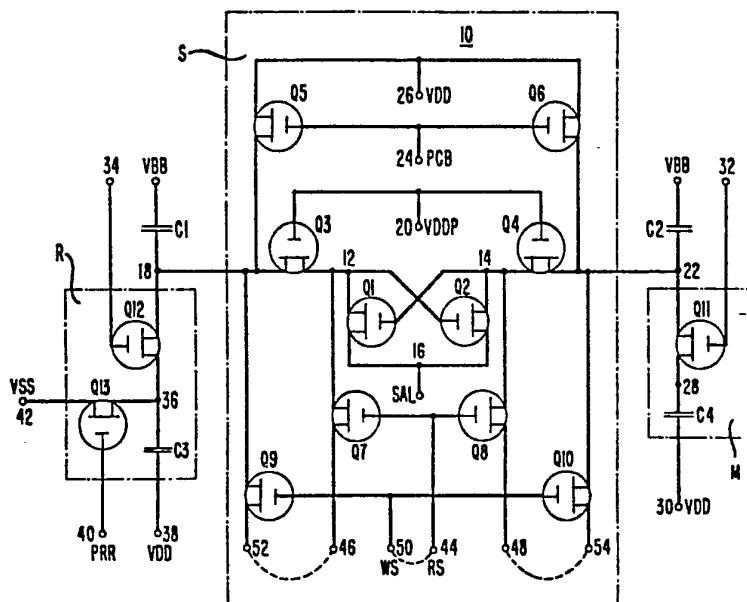 10
S
Q5
26 VDD
Q6
24 PCB
34
VBB
VBB
32
C1
Q3
20 VDDP
Q4
C2
R
18
12
14
22
Q12
Q1
Q2
Q11
16
VSS
42
Q13
36
SAL
28
C4
C3
Q7
Q8
M
Q9
Q10
30 VDD
40
PRR
38
VDD
52
46
50
WS
44
RS
48
54